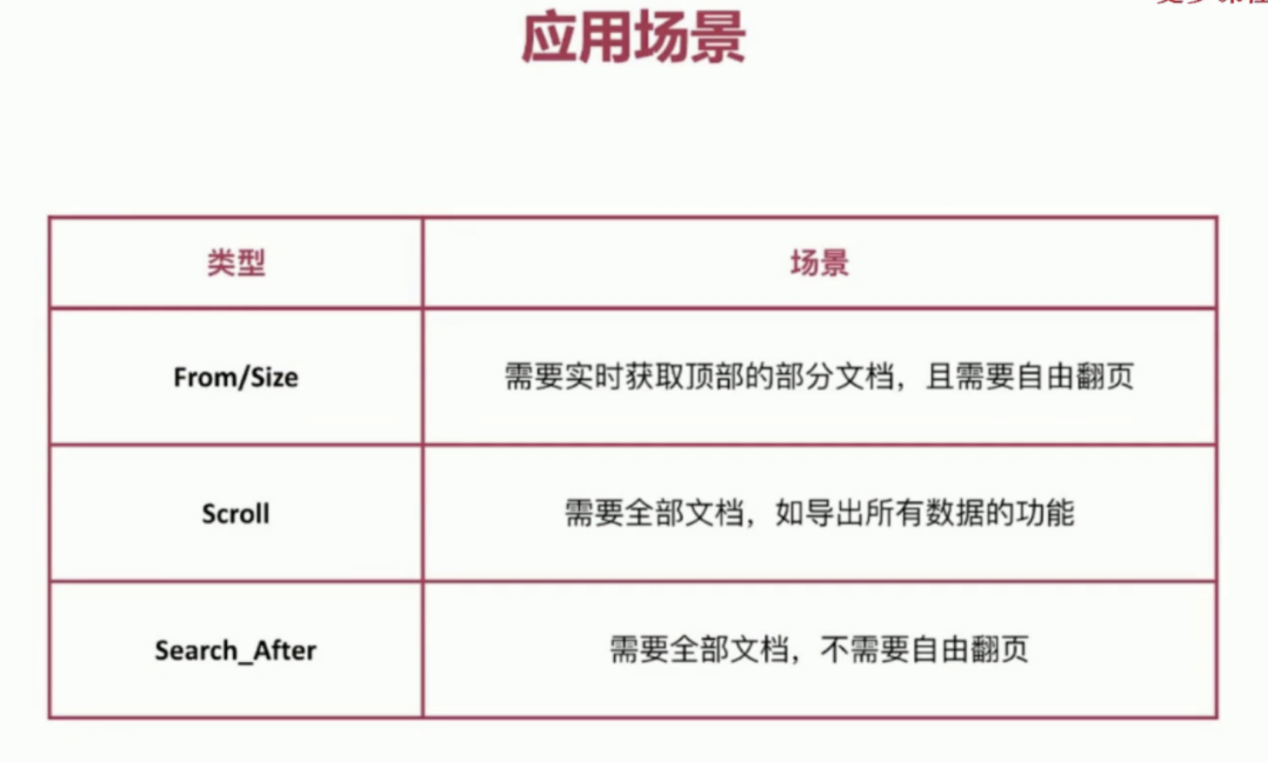 应用场景
类型 场景
From/Size 需要实时获取顶部的部分文档，且需要自由翻页
Scroll 需要全部文档，如导出所有数据的功能
Search_After 需要全部文档，不需要自由翻页